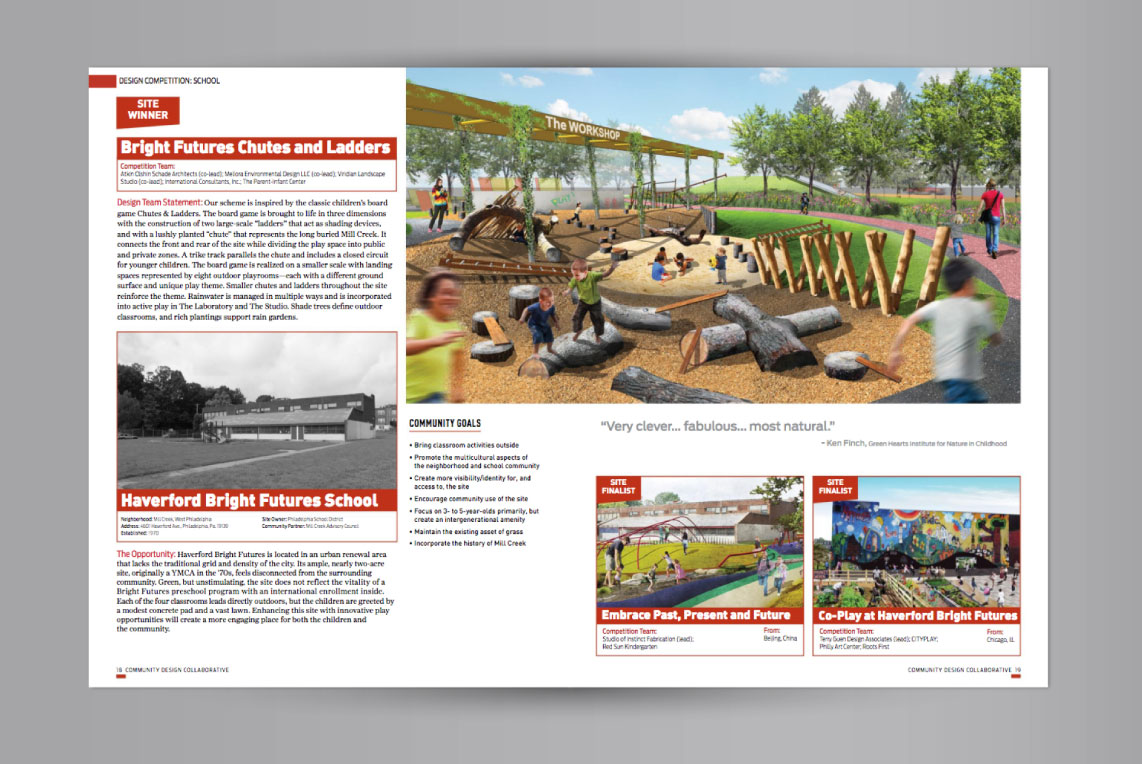 DESIGN COMPETITION: SCHOOL
SITE
WINNER
Bright Futures Chutes and Ladders
Competition Team:
Atkin Olshin Schade Architects (co-lead); Meliora Environmental Design LLC (co-lead); Viridian Landscape
Studio (co-lead); International Consultants, Inc.; The Parent-Infant Center
Design Team Statement: Our scheme is inspired by the classic children's board
game Chutes & Ladders. The board game is brought to life in three dimensions
with the construction of two large-scale "ladders" that act as shading devices,
and with a lushly planted "chute" that represents the long buried Mill Creek. It
connects the front and rear of the site while dividing the play space into public
and private zones. A trike track parallels the chute and includes a closed circuit
for younger children. The board game is realized on a smaller scale with landing
spaces represented by eight outdoor playrooms—each with a different ground
surface and unique play theme. Smaller chutes and ladders throughout the site
reinforce the theme. Rainwater is managed in multiple ways and is incorporated
into active play in The Laboratory and The Studio. Shade trees define outdoor
classrooms, and rich plantings support rain gardens.
Haverford Bright Futures School
Neighborhood: Mill Creek, West Philadelphia
Address: 4601 Haverford Ave., Philadelphia, Pa. 19139
Established: 1970
Site Owner: Philadelphia School District
Community Partner: Mill Creek Advisory Council
The Opportunity: Haverford Bright Futures is located in an urban renewal area
that lacks the traditional grid and density of the city. Its ample, nearly two-acre
site, originally a YMCA in the '70s, feels disconnected from the surrounding
community. Green, but unstimulating, the site does not reflect the vitality of a
Bright Futures preschool program with an international enrollment inside.
Each of the four classrooms leads directly outdoors, but the children are greeted by
a modest concrete pad and a vast lawn. Enhancing this site with innovative play
opportunities will create a more engaging place for both the children and
the community.
18 COMMUNITY DESIGN COLLABORATIVE
The WORKSHOP
COMMUNITY GOALS
• Bring classroom activities outside
• Promote the multicultural aspects of
the neighborhood and school community
• Create more visibility/identity for, and
access to, the site
• Encourage community use of the site
• Focus on 3- to 5-year-olds primarily, but
create an intergenerational amenity
• Maintain the existing asset of grass
• Incorporate the history of Mill Creek
"Very clever... fabulous... most natural."
– Ken Finch, Green Hearts Institute for Nature in Childhood
SITE
FINALIST
Embrace Past, Present and Future
Competition Team:
Studio of Instinct Fabrication (lead);
Red Sun Kindergarten
From:
Beijing, China
SITE
FINALIST
Co-Play at Haverford Bright Futures
Competition Team:
Terry Guen Design Associates (lead); CITYPLAY;
Philly Art Center; Roots First
From:
Chicago, IL
COMMUNITY DESIGN COLLABORATIVE 19